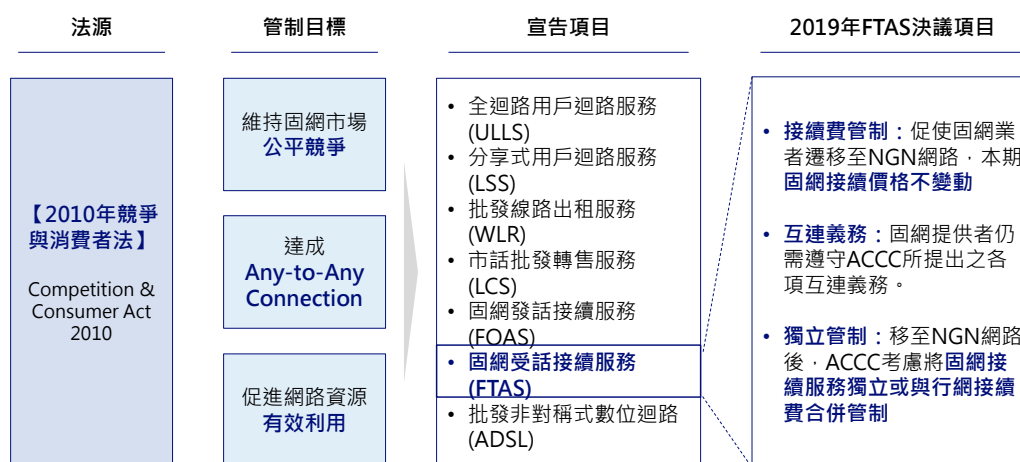 法源
管制目標
宣告項目
2019年FTAS決議項目
【2010年競爭
與消費者法】
Competition &
Consumer Act
2010
維持固網市場
公平競爭
達成
Any-to-Any
Connection
促進網路資源
有效利用
• 全迴路用戶迴路服務
(ULLS)
• 分享式用戶迴路服務
(LSS)
• 批發線路出租服務
(WLR)
• 市話批發轉售服務
(LCS)
• 固網發話接續服務
(FOAS)
• 固網受話接續服務
(FTAS)
• 批發非對稱式數位迴路
(ADSL)
• 接續費管制：促使固網業
者遷移至NGN網路，本期
固網接續價格不變動
• 互連義務：固網提供者仍
需遵守ACCC所提出之各
項互連義務。
• 獨立管制：移至NGN網路
後，ACCC考慮將固網接
續服務獨立或與行網接續
費合併管制